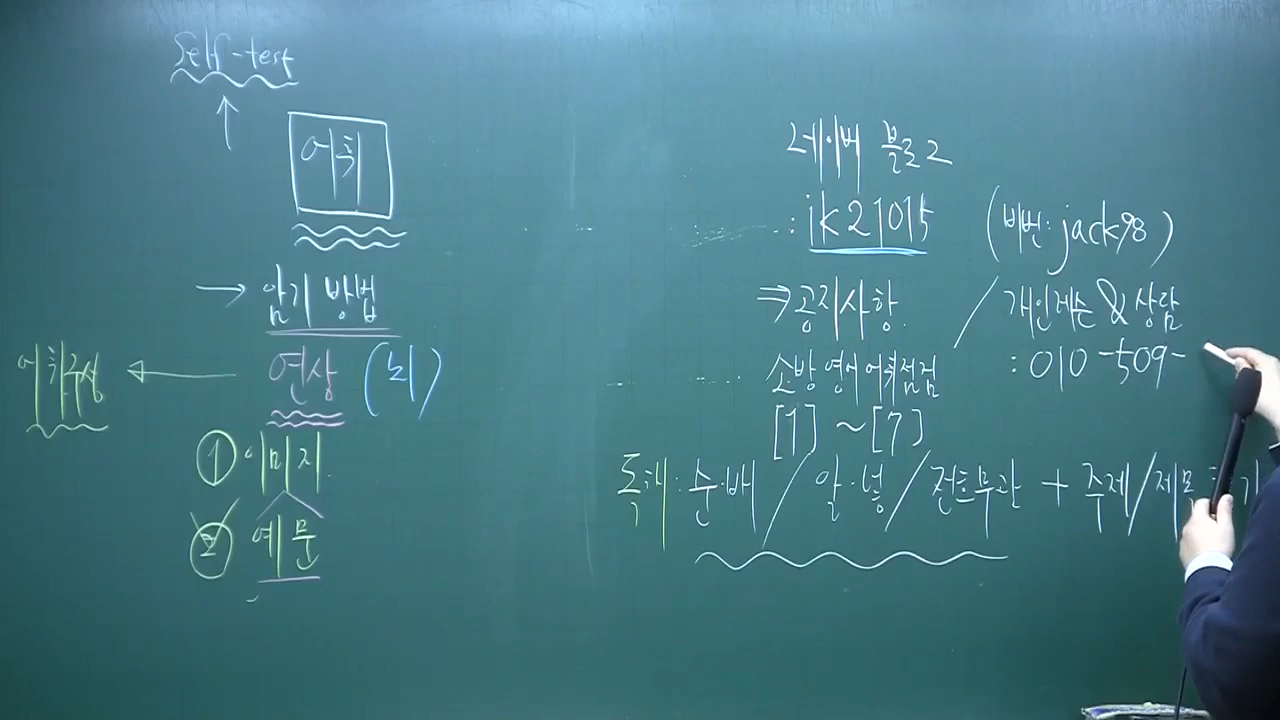 Self-test
어휘
→ 암기 방법
연상 (뇌)
어휘구성 ←
① 이미지.
② 예문
네이버 블로그
: jk21015 (비번: jack98)
⇒ 공지사항. / 개인레슨 & 상담
: 010-509-
소방 영어 어휘점검
[1] ~ [7]
독해: 순·배 / 알·넣 / 전흐무관 + 주제/제목